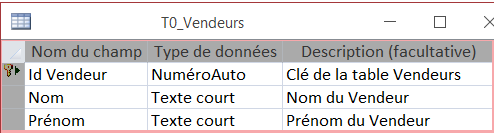 T0_Vendeurs
Nom du champ Type de données Description (facultative)
Id Vendeur NuméroAuto Clé de la table Vendeurs
Nom Texte court Nom du Vendeur
Prénom Texte court Prénom du Vendeur